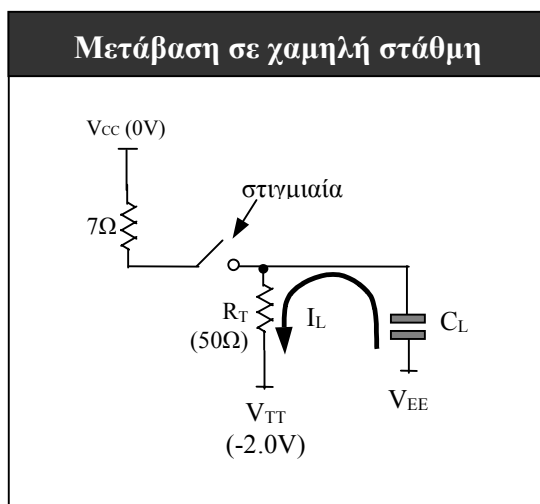 Μετάβαση σε χαμηλή στάθμη
VCC (0V)
στιγμιαία
7Ω
RT
(50Ω)
IL
CL
VTT
(-2.0V)
VEE